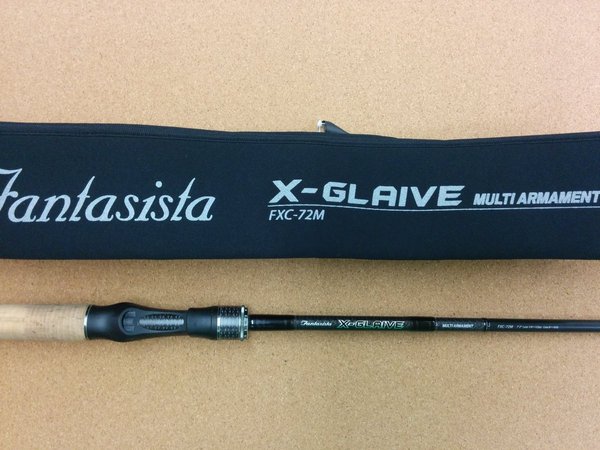 Fantasista
X-GLAIVE MULTI ARMAMENT
FXC-72M
Fantasista X-GLAIVE MULTI ARMAMENT FXC-72M